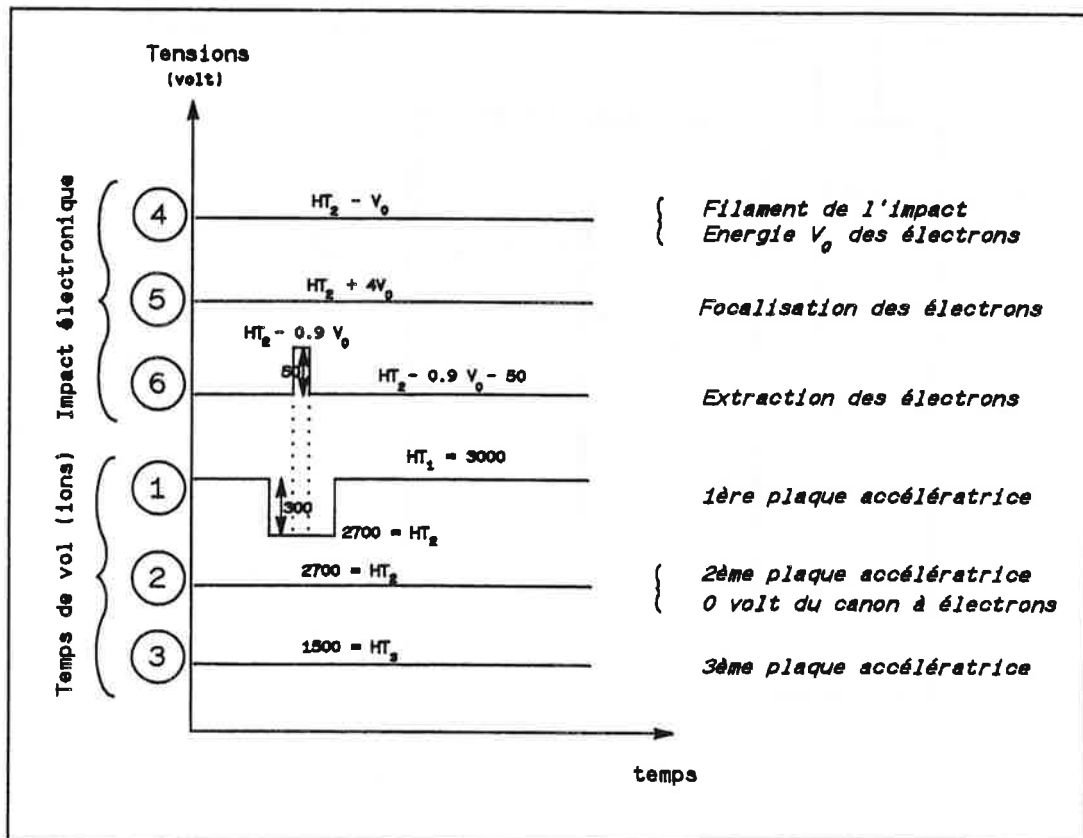 Tensions
(volt)
Impact électronique
4
HT₂ - V₀
Filament de l'impact
Energie V₀ des électrons
5
HT₂ + 4V₀
Focalisation des électrons
6
HT₂ - 0.9 V₀
50
HT₂ - 0.9 V₀ - 50
Extraction des électrons
Temps de vol (ions)
1
HT₁ = 3000
300
2700 = HT₂
1ère plaque accélératrice
2
2700 = HT₂
2ème plaque accélératrice
0 volt du canon à électrons
3
1500 = HT₃
3ème plaque accélératrice
temps